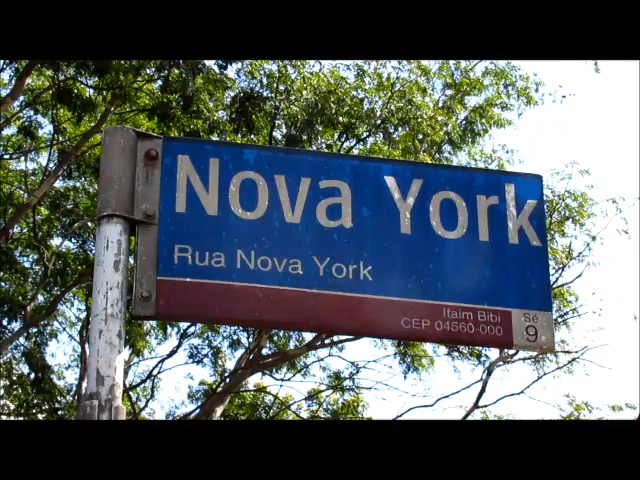 Nova York
Rua Nova York
Itaim Bibi
CEP 04560-000
Sé
9